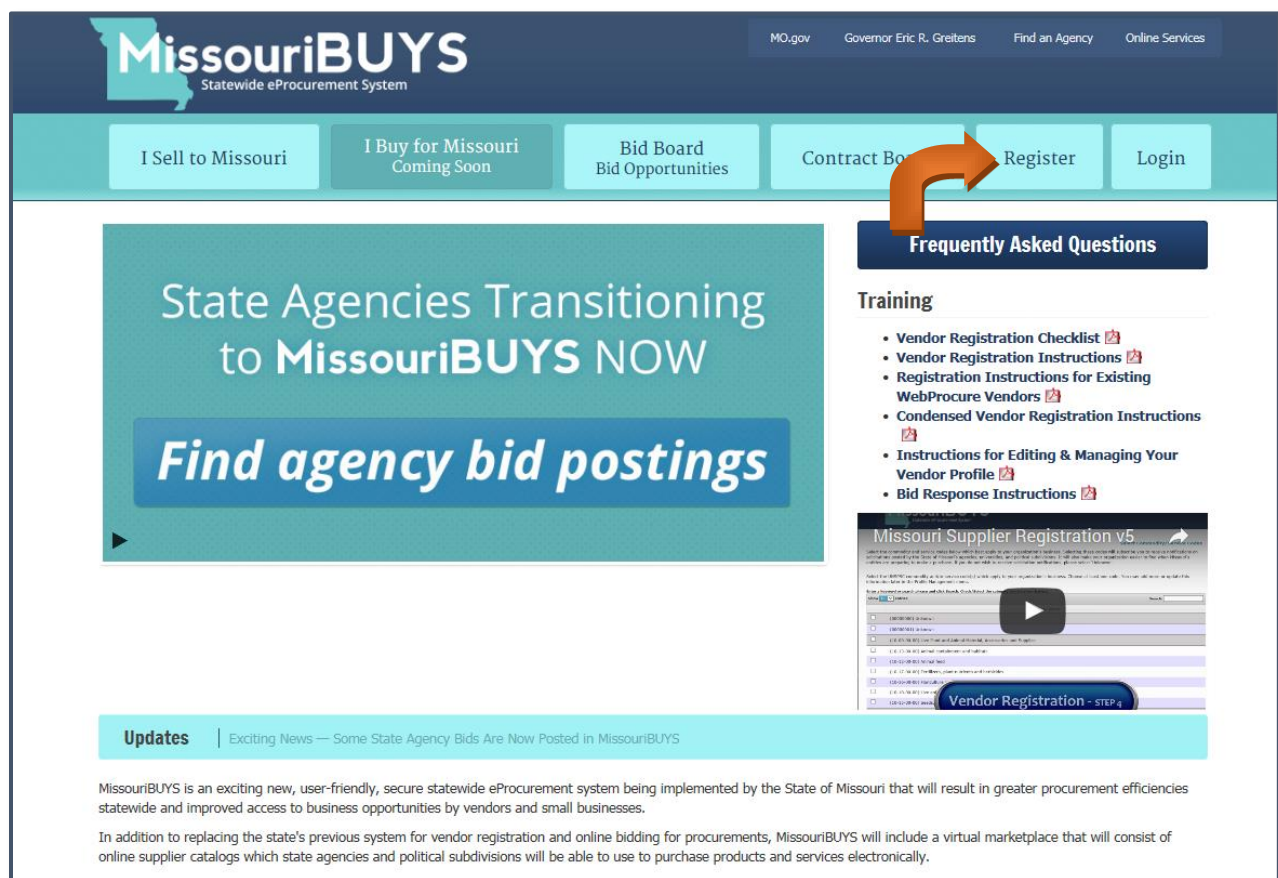 MissouriBUYS
Statewide eProcurement System
MO.gov Governor Eric R. Greitens Find an Agency Online Services
I Sell to Missouri
I Buy for Missouri
Coming Soon
Bid Board
Bid Opportunities
Contract
Register
Login
State Agencies Transitioning
to MissouriBUYS NOW
Find agency bid postings
Frequently Asked Questions
Training
• Vendor Registration Checklist
• Vendor Registration Instructions
• Registration Instructions for Existing
WebProcure Vendors
• Condensed Vendor Registration Instructions
• Instructions for Editing & Managing Your
Vendor Profile
• Bid Response Instructions
Missouri Supplier Registration v5
Vendor Registration - STEP 4
Updates | Exciting News — Some State Agency Bids Are Now Posted in MissouriBUYS
MissouriBUYS is an exciting new, user-friendly, secure statewide eProcurement system being implemented by the State of Missouri that will result in greater procurement efficiencies
statewide and improved access to business opportunities by vendors and small businesses.
In addition to replacing the state's previous system for vendor registration and online bidding for procurements, MissouriBUYS will include a virtual marketplace that will consist of
online supplier catalogs which state agencies and political subdivisions will be able to use to purchase products and services electronically.